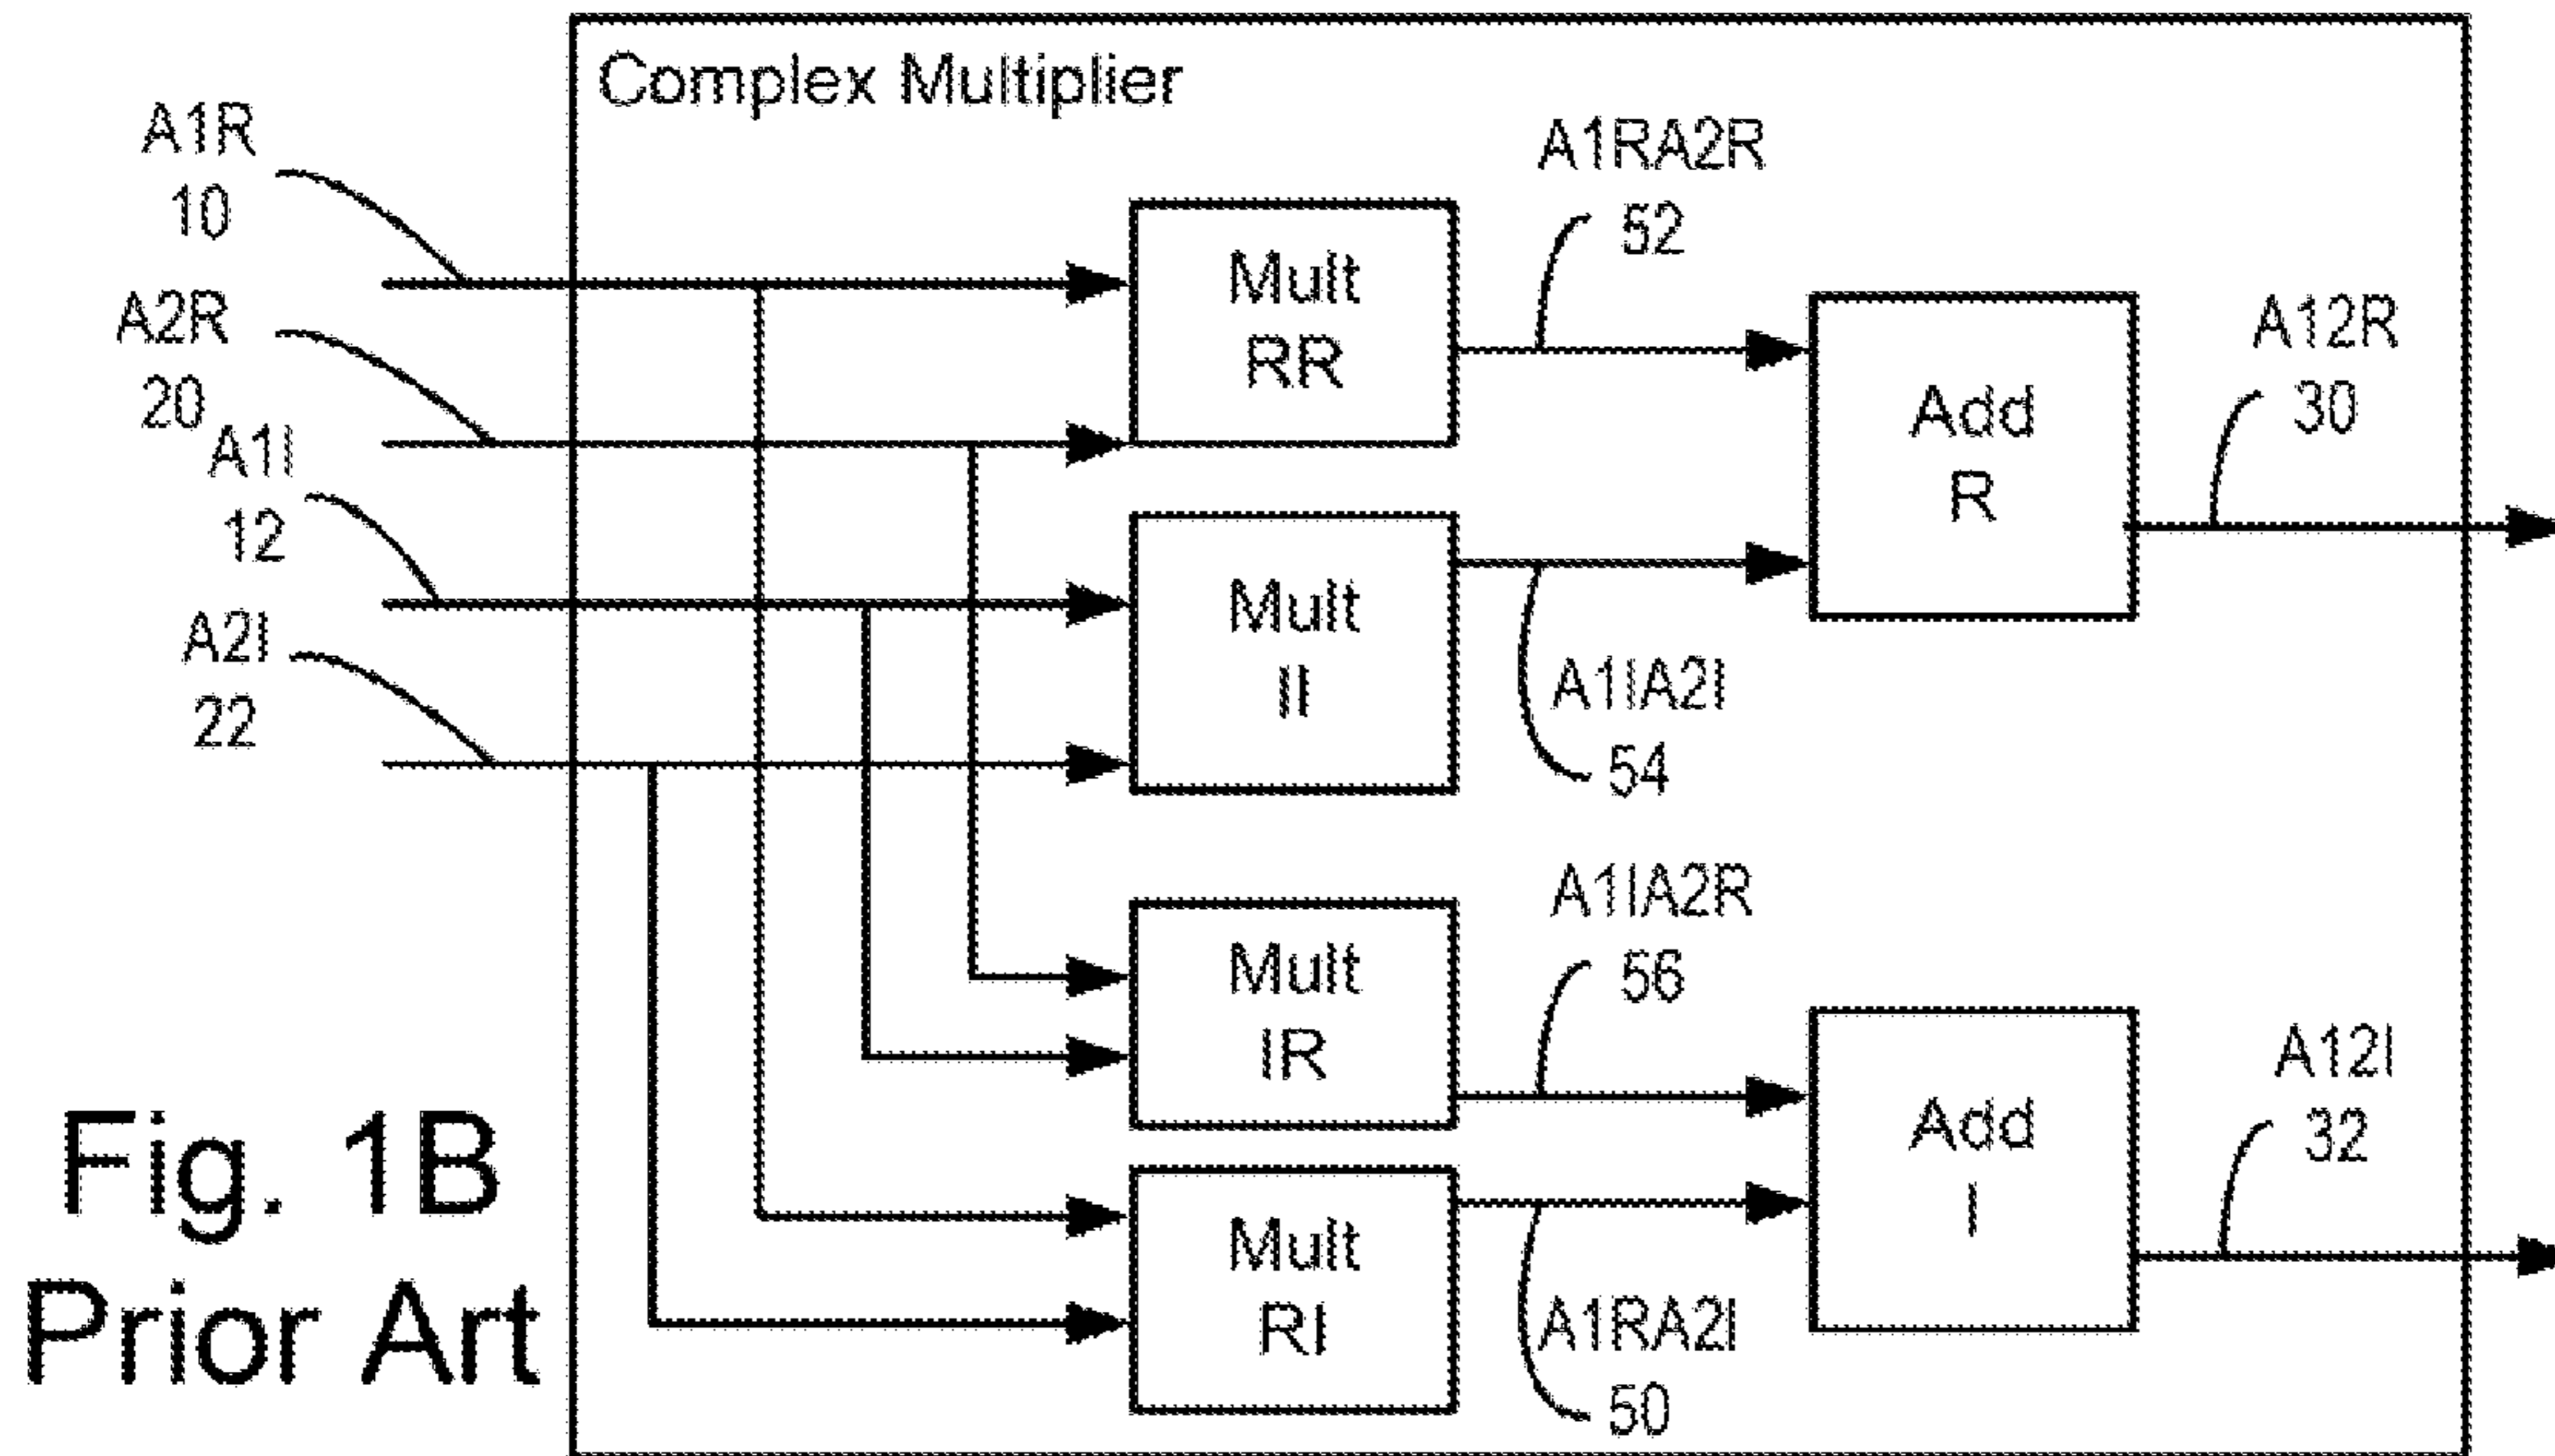 Complex Multiplier
A1R
10
A2R
20
A1I
12
A2I
22
Mult
RR
Mult
II
Mult
IR
Mult
RI
A1RA2R
52
A1IA2I
54
A1IA2R
56
A1RA2I
50
Add
R
Add
I
A12R
30
A12I
32
Fig. 1B
Prior Art